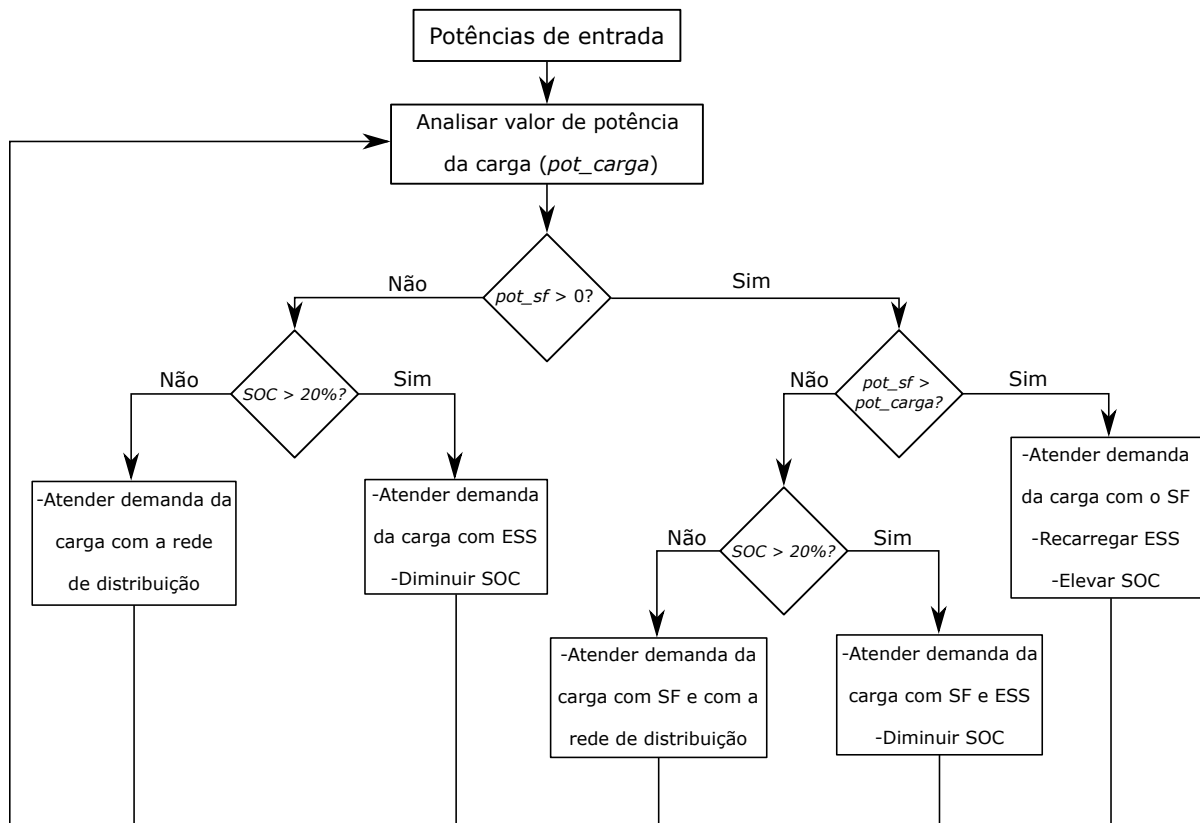 Potências de entrada
Analisar valor de potência
da carga (pot_carga)
Não
Sim
pot_sf > 0?
Não
SOC > 20%?
Sim
Não
pot_sf >
pot_carga?
Sim
-Atender demanda da
carga com a rede
de distribuição
-Atender demanda
da carga com ESS
-Diminuir SOC
-Atender demanda
da carga com o SF
-Recarregar ESS
-Elevar SOC
Não
SOC > 20%?
Sim
-Atender demanda da
carga com SF e com a
rede de distribuição
-Atender demanda da
carga com SF e ESS
-Diminuir SOC